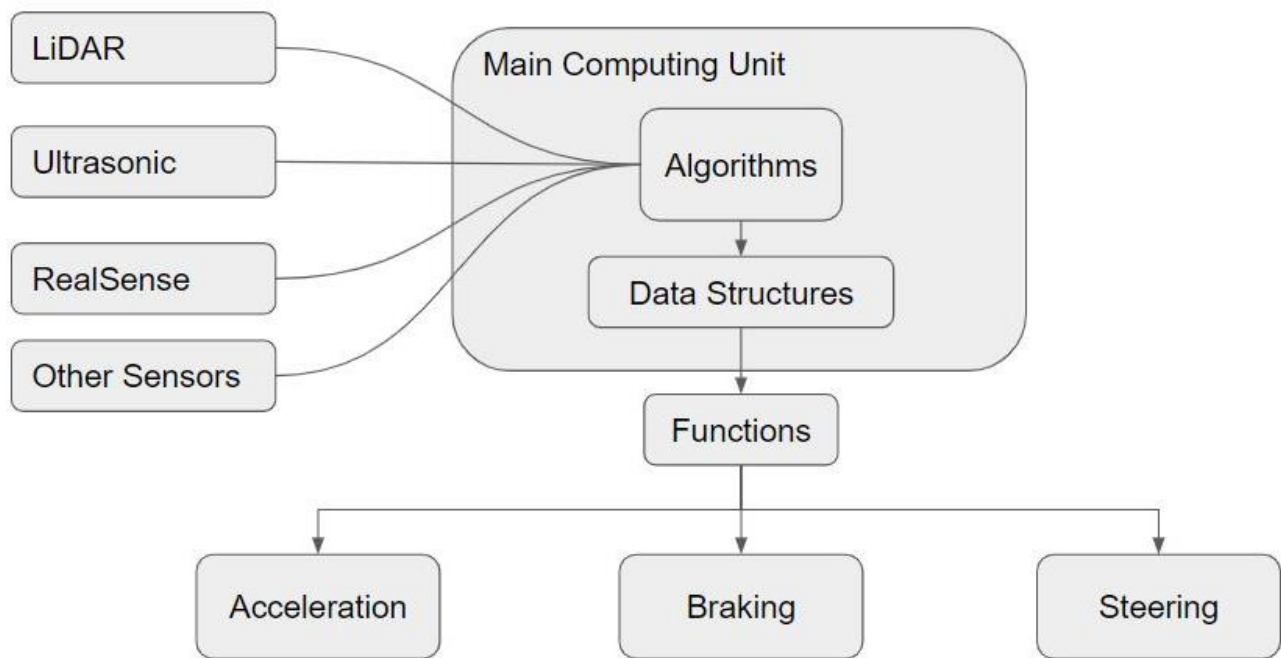 LiDAR
Ultrasonic
RealSense
Other Sensors
Main Computing Unit
Algorithms
Data Structures
Functions
Acceleration
Braking
Steering